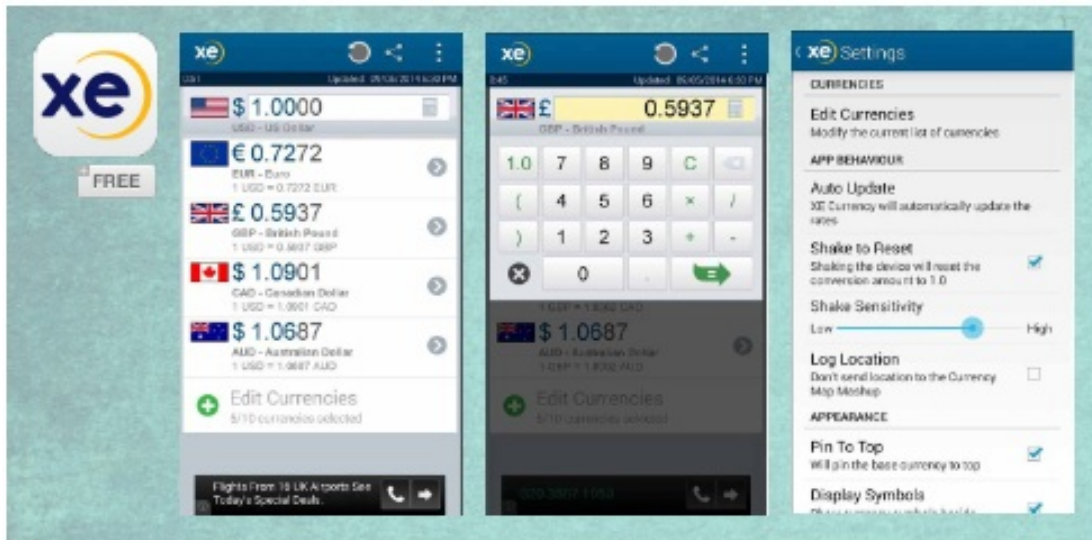 xe
FREE
xe
Updated 09/05/2014 6:50 PM
$ 1.0000
USD - US Dollar
€ 0.7272
EUR - Euro
1 USD = 0.7272 EUR
£ 0.5937
GBP - British Pound
1 USD = 0.5937 GBP
$ 1.0901
CAD - Canadian Dollar
1 USD = 1.0901 CAD
$ 1.0687
AUD - Australian Dollar
1 USD = 1.0687 AUD
Edit Currencies
5/10 currencies selected
Flights From 18 UK Airports See
Today's Special Deals.
xe
Updated 09/05/2014 6:50 PM
£ 0.5937
GBP - British Pound
1.0 7 8 9 C
( 4 5 6 × /
) 1 2 3 + -
0 . =
$ 1.0687
AUD - Australian Dollar
Edit Currencies
5/10 currencies selected
xe Settings
CURRENCIES
Edit Currencies
Modify the current list of currencies
APP BEHAVIOUR
Auto Update
XE Currency will automatically update the
rates
Shake to Reset
Shaking the device will reset the
conversion amount to 1.0
Shake Sensitivity
Low High
Log Location
Don't send location to the Currency
Map Mashup
APPEARANCE
Pin To Top
Will pin the base currency to top
Display Symbols